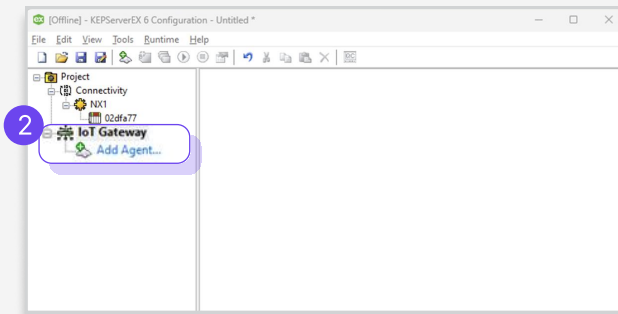 [Offline] - KEPServerEX 6 Configuration - Untitled *
File Edit View Tools Runtime Help
Project
Connectivity
NX1
02dfa77
2
IoT Gateway
Add Agent...